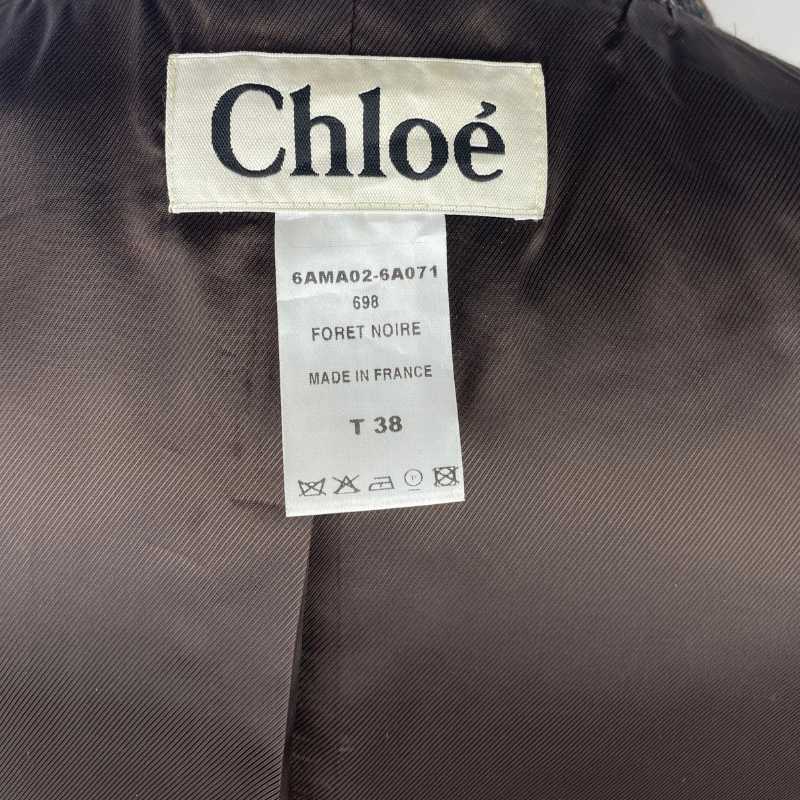 Chloé
6AMA02-6A071
698
FORET NOIRE
MADE IN FRANCE
T 38
P